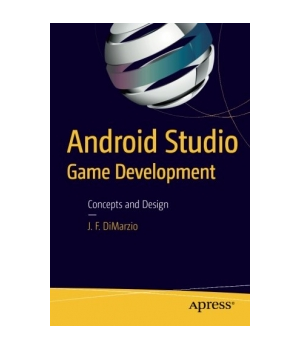 Android Studio
Game Development
Concepts and Design
—
J. F. DiMarzio
Apress®